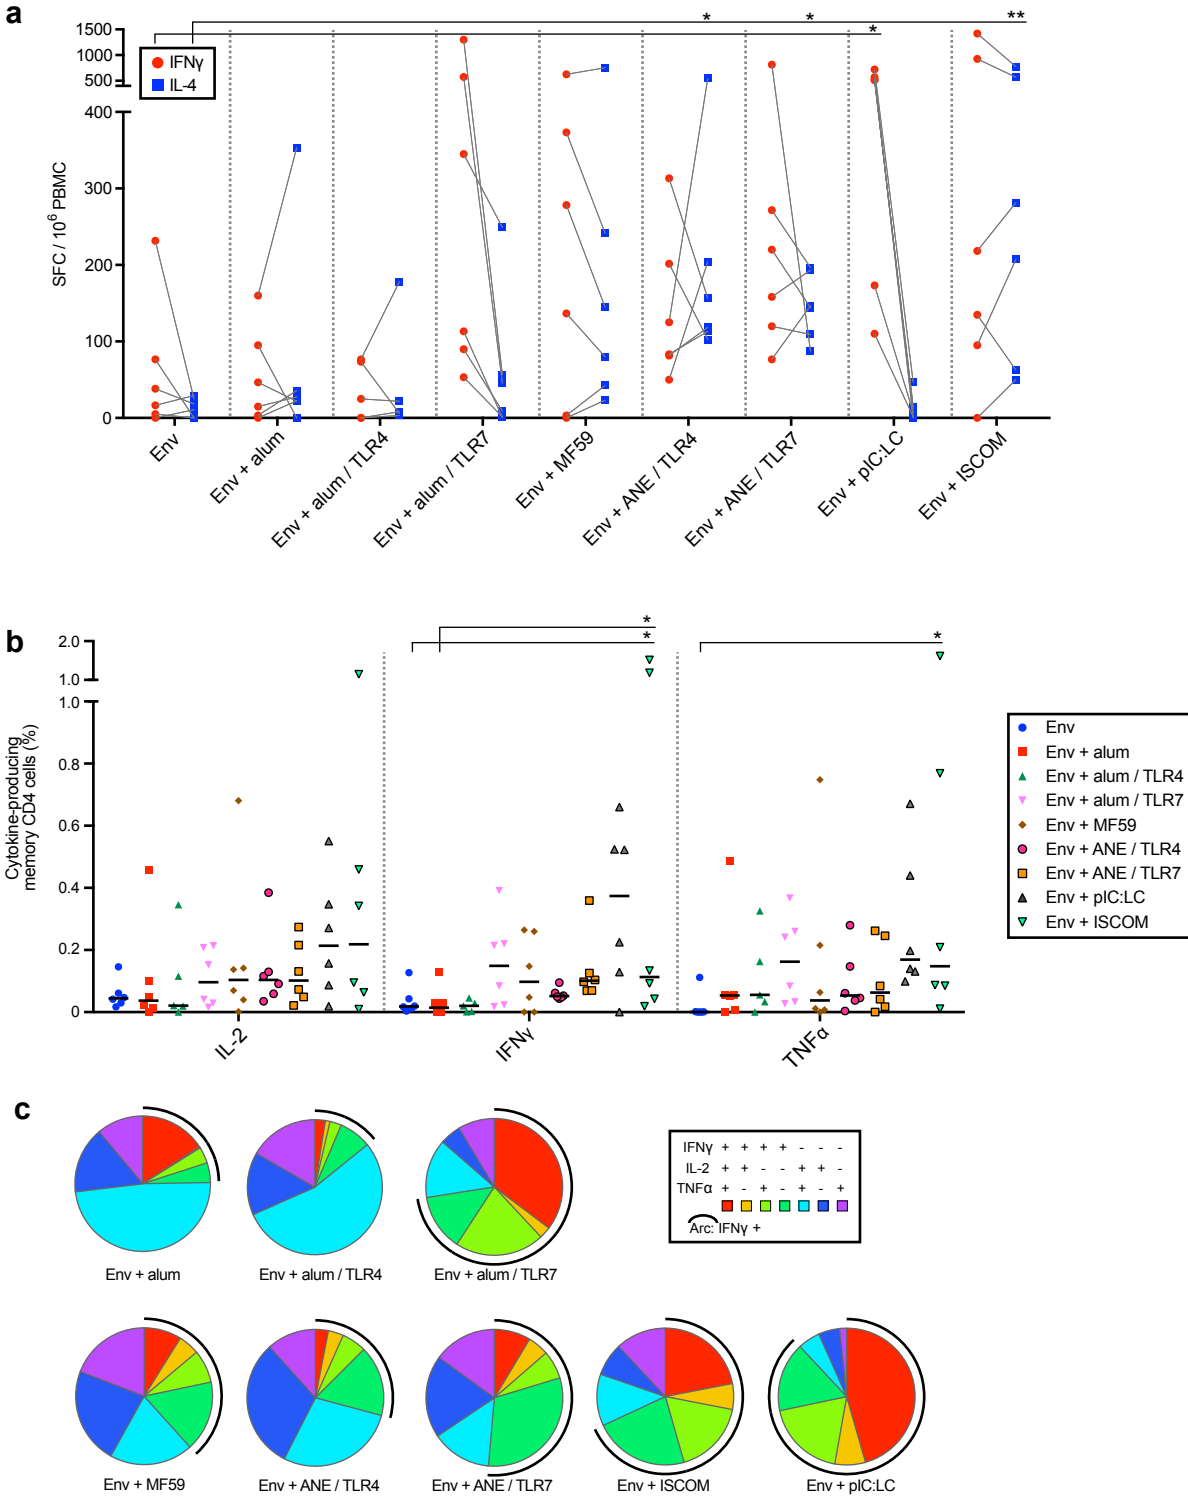 a
* * **
*
1500
1000
500
400
300
200
100
0
SFC / 10⁶ PBMC
IFNγ
IL-4
Env
Env + alum
Env + alum / TLR4
Env + alum / TLR7
Env + MF59
Env + ANE / TLR4
Env + ANE / TLR7
Env + pIC:LC
Env + ISCOM
b
*
* *
2.0
1.0
1.0
0.8
0.6
0.4
0.2
0
Cytokine-producing
memory CD4 cells (%)
IL-2
IFNγ
TNFα
Env
Env + alum
Env + alum / TLR4
Env + alum / TLR7
Env + MF59
Env + ANE / TLR4
Env + ANE / TLR7
Env + pIC:LC
Env + ISCOM
c
Env + alum
Env + alum / TLR4
Env + alum / TLR7
IFNγ + + + + - - -
IL-2 + + - - + + -
TNFα + - + - + - +
Arc: IFNγ +
Env + MF59
Env + ANE / TLR4
Env + ANE / TLR7
Env + ISCOM
Env + pIC:LC